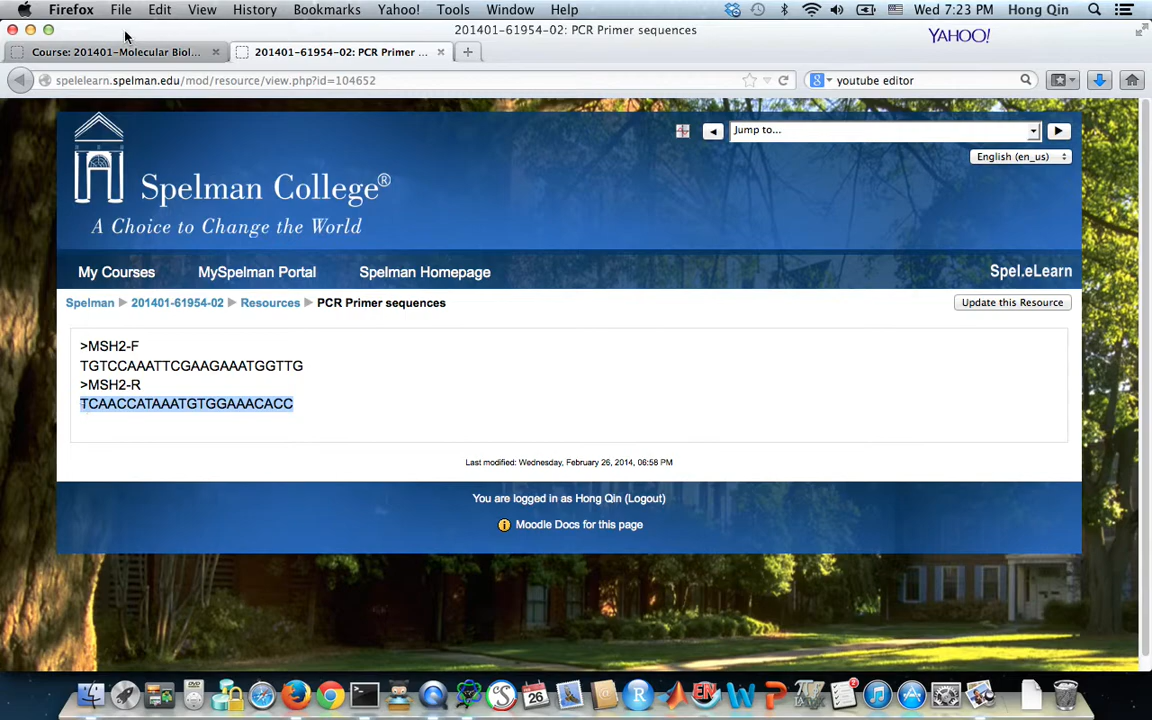 Firefox File Edit View History Bookmarks Yahoo! Tools Window Help Wed 7:23 PM Hong Qin
201401-61954-02: PCR Primer sequences
YAHOO!
Course: 201401-Molecular Biol... 201401-61954-02: PCR Primer ...
spelelearn.spelman.edu/mod/resource/view.php?id=104652 youtube editor
Jump to...
English (en_us)
Spelman College®
A Choice to Change the World
My Courses MySpelman Portal Spelman Homepage Spel.eLearn
Spelman ▶ 201401-61954-02 ▶ Resources ▶ PCR Primer sequences Update this Resource
>MSH2-F
TGTCCAAATTCGAAGAAATGGTTG
>MSH2-R
TCAACCATAAATGTGGAAACACC
Last modified: Wednesday, February 26, 2014, 06:58 PM
You are logged in as Hong Qin (Logout)
Moodle Docs for this page